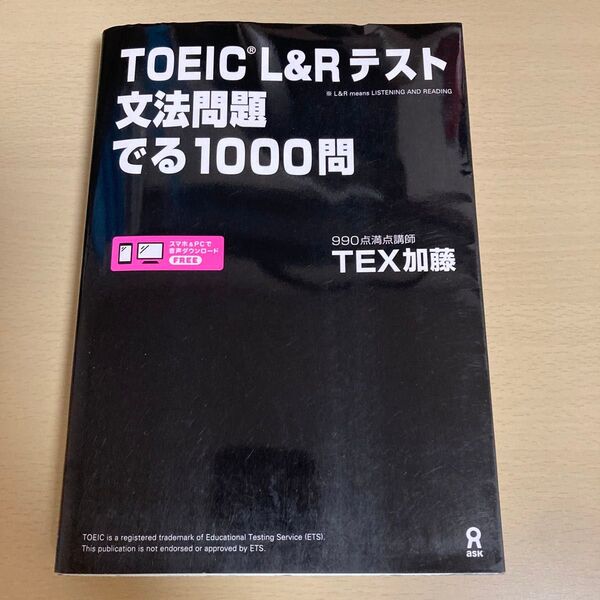 TOEIC® L&Rテスト
※ L&R means LISTENING AND READING
文法問題
でる1000問
スマホ&PCで
音声ダウンロード
FREE
990点満点講師
TEX加藤
TOEIC is a registered trademark of Educational Testing Service (ETS).
This publication is not endorsed or approved by ETS.
ask